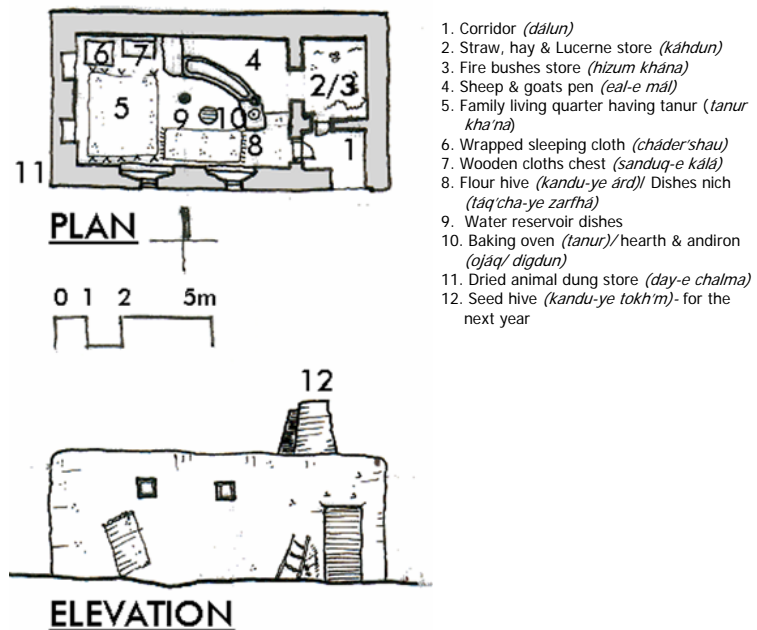 6 7 4 2/3
5 9 10 8 1
11
PLAN
0 1 2 5m
12
ELEVATION
1. Corridor (dálun)
2. Straw, hay & Lucerne store (káhdun)
3. Fire bushes store (hizum khána)
4. Sheep & goats pen (eal-e mál)
5. Family living quarter having tanur (tanur
kha'na)
6. Wrapped sleeping cloth (cháder'shau)
7. Wooden cloths chest (sanduq-e kálá)
8. Flour hive (kandu-ye árd)/ Dishes nich
(táq'cha-ye zarfhá)
9. Water reservoir dishes
10. Baking oven (tanur)/ hearth & andiron
(ojáq/ digdun)
11. Dried animal dung store (day-e chalma)
12. Seed hive (kandu-ye tokh'm)- for the
next year